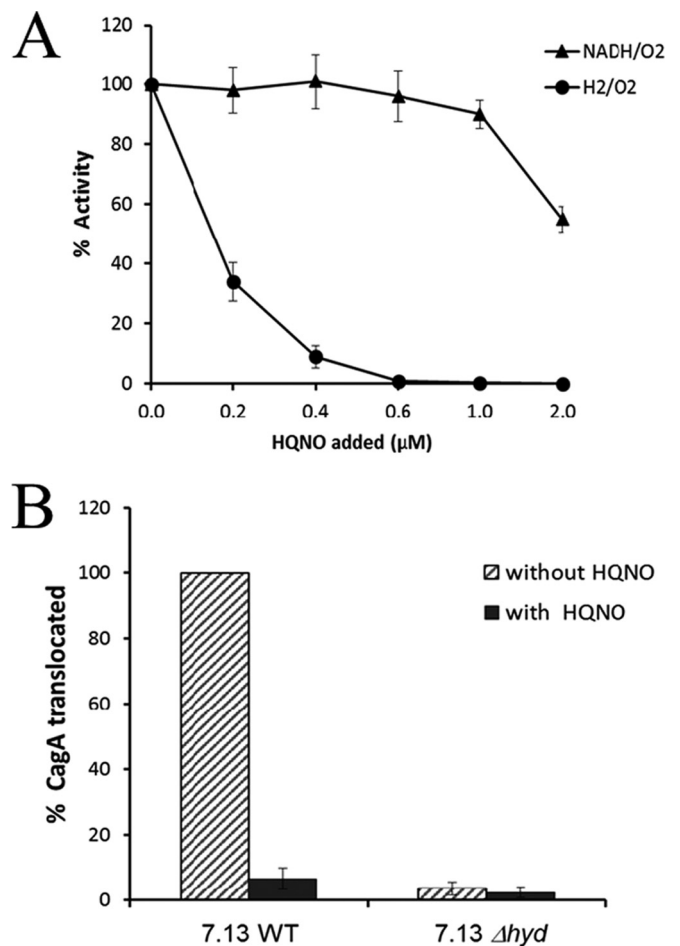 A
120
100
80
60
40
20
0
% Activity
NADH/O2
H2/O2
0.0 0.2 0.4 0.6 1.0 2.0
HQNO added (μM)
B
120
100
80
60
40
20
0
% CagA translocated
without HQNO
with HQNO
7.13 WT 7.13 Δhyd